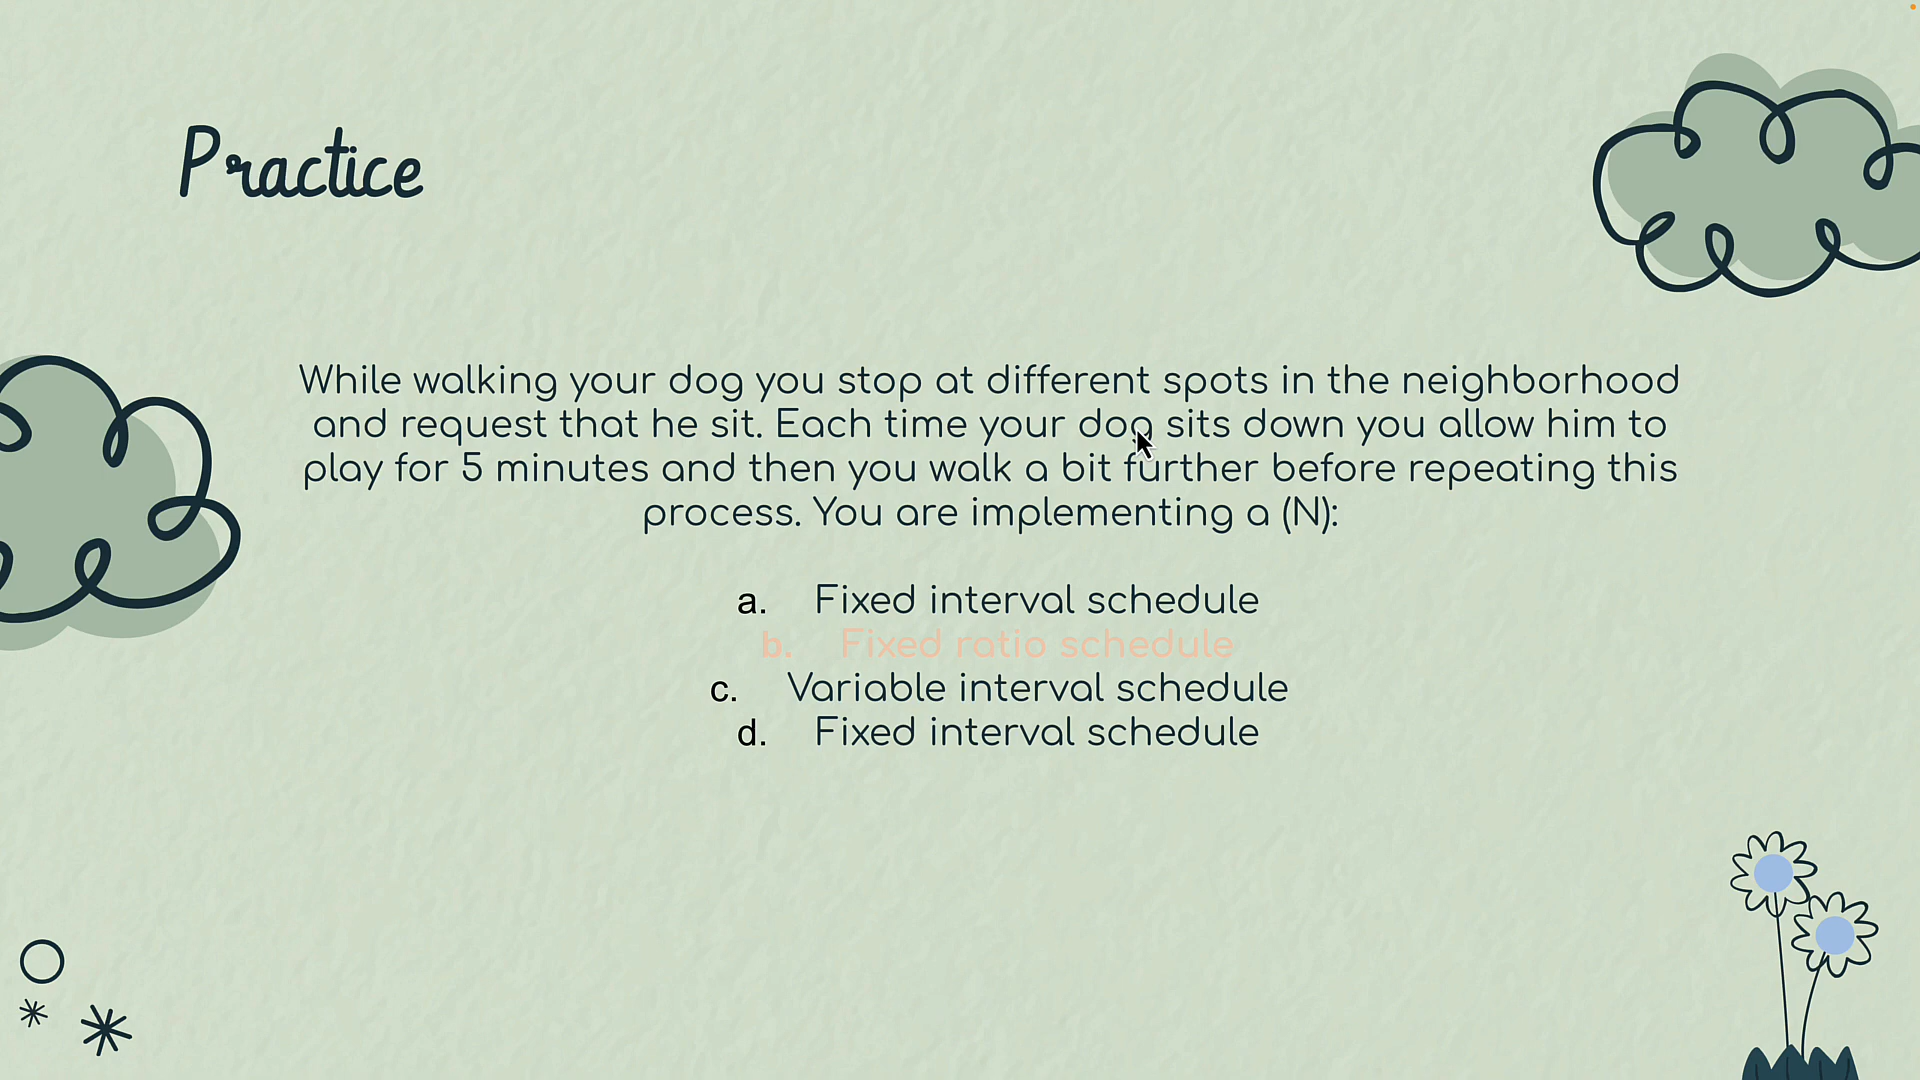 Practice
While walking your dog you stop at different spots in the neighborhood
and request that he sit. Each time your dog sits down you allow him to
play for 5 minutes and then you walk a bit further before repeating this
process. You are implementing a (N):
a. Fixed interval schedule
b. Fixed ratio schedule
c. Variable interval schedule
d. Fixed interval schedule